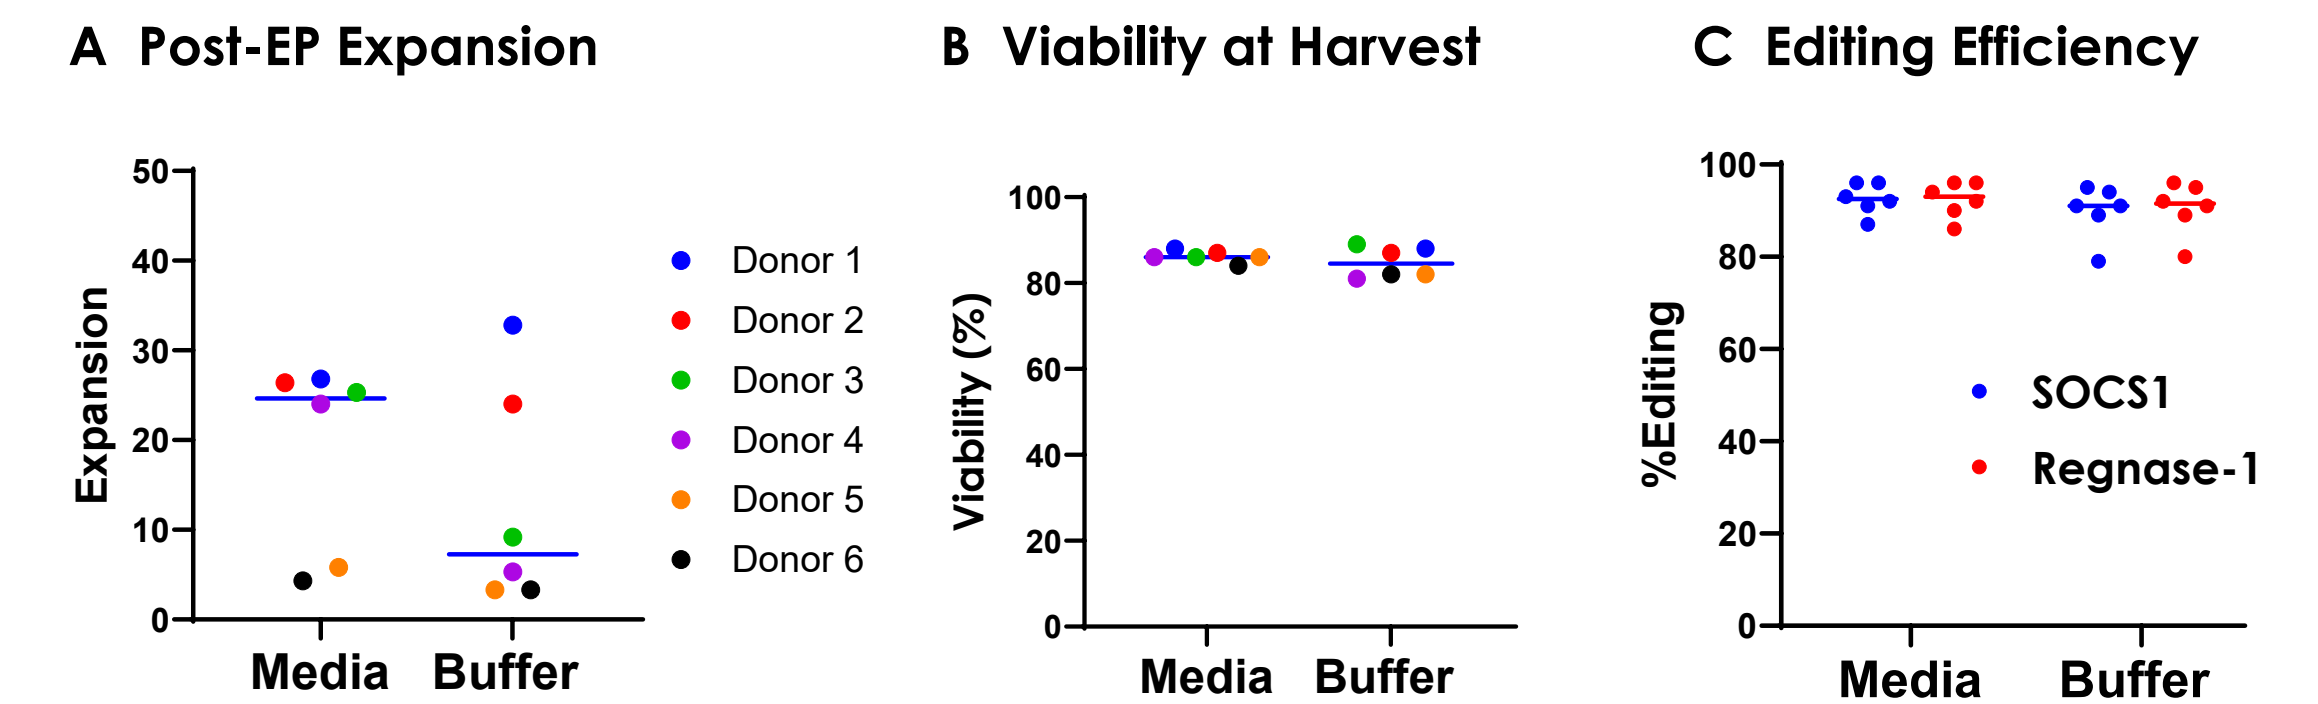 A Post-EP Expansion
Expansion
50
40
30
20
10
0
Media
Buffer
Donor 1
Donor 2
Donor 3
Donor 4
Donor 5
Donor 6
B Viability at Harvest
Viability (%)
100
80
60
40
20
0
Media
Buffer
C Editing Efficiency
%Editing
100
80
60
40
20
0
SOCS1
Regnase-1
Media
Buffer